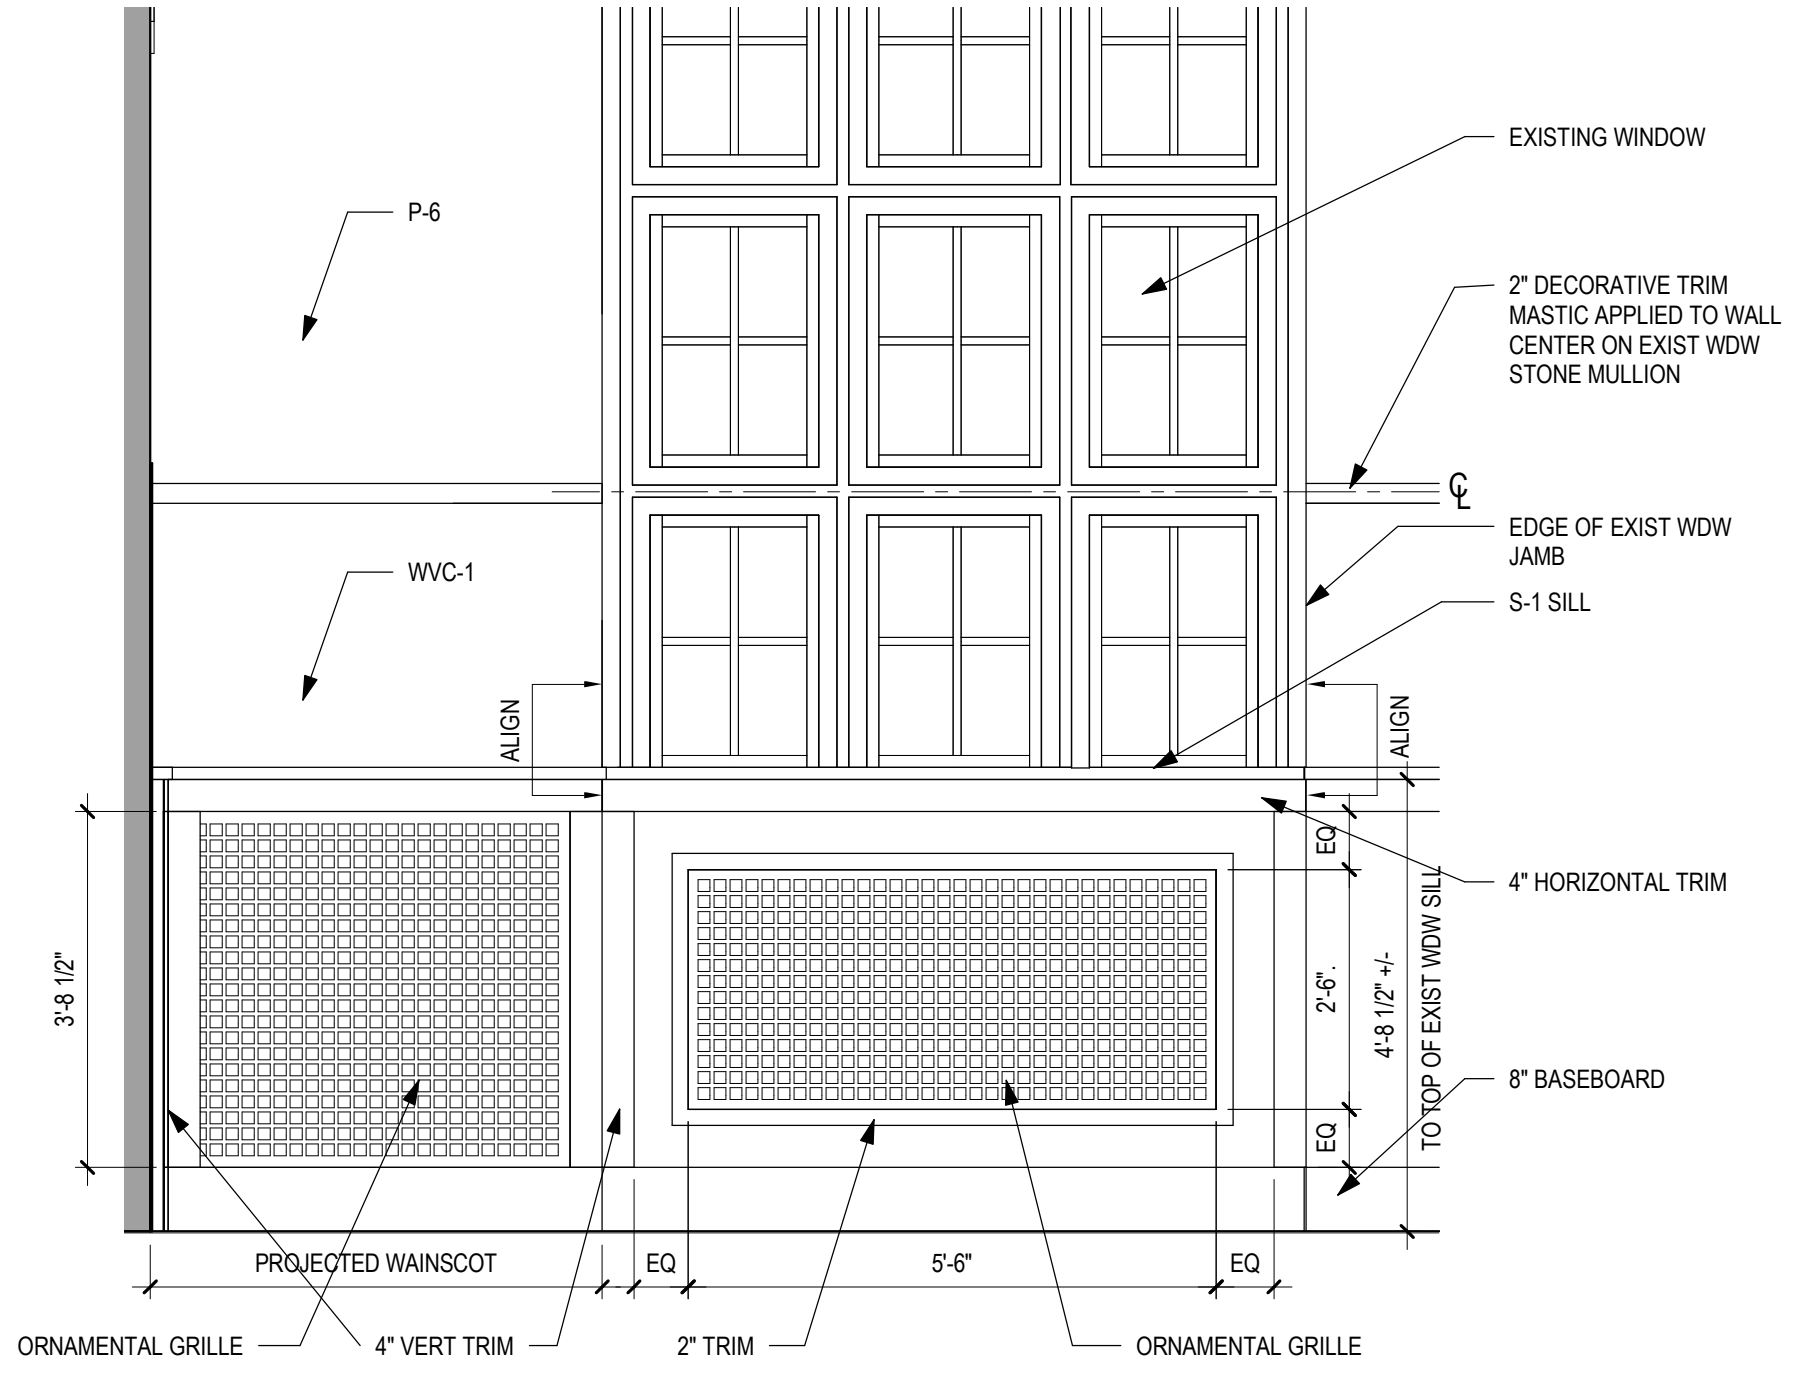 EXISTING WINDOW
P-6
2" DECORATIVE TRIM
MASTIC APPLIED TO WALL
CENTER ON EXIST WDW
STONE MULLION
CL
EDGE OF EXIST WDW
JAMB
WVC-1
S-1 SILL
ALIGN
ALIGN
EQ
4" HORIZONTAL TRIM
3'-8 1/2"
2'-6" .
4'-8 1/2" +/-
TO TOP OF EXIST WDW SILL
8" BASEBOARD
EQ
PROJECTED WAINSCOT
EQ
5'-6"
EQ
ORNAMENTAL GRILLE
4" VERT TRIM
2" TRIM
ORNAMENTAL GRILLE